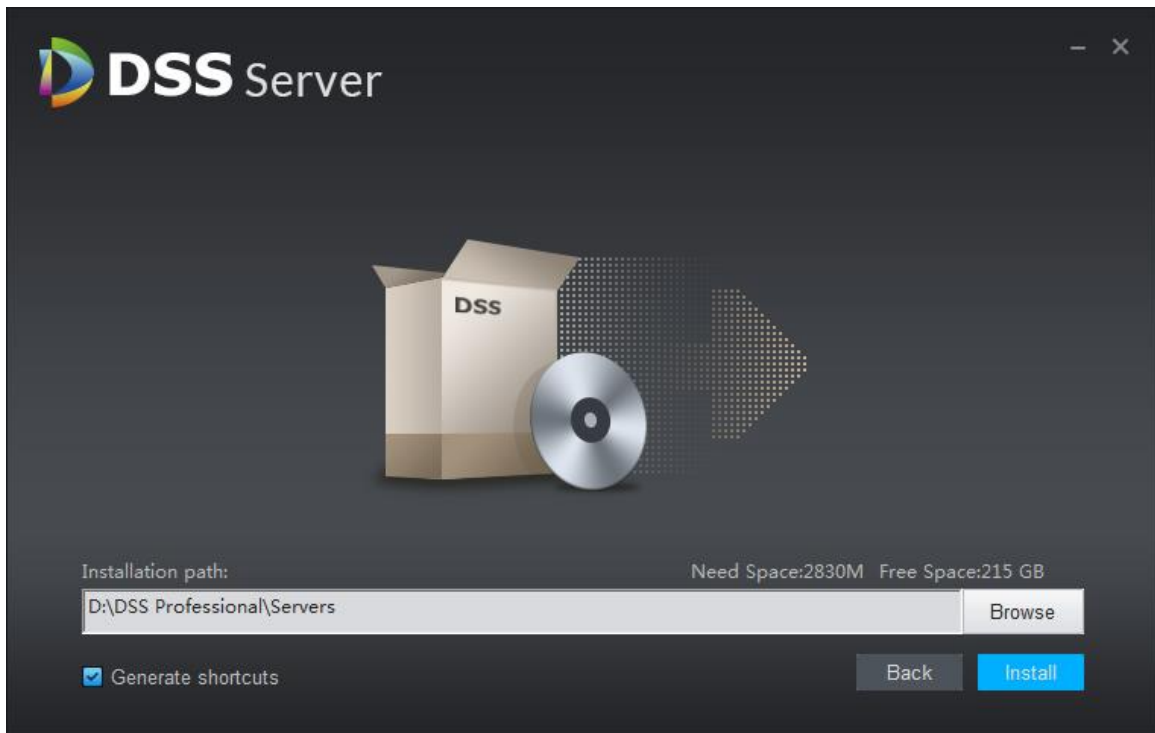 DSS Server
DSS
Installation path:
Need Space:2830M Free Space:215 GB
D:\DSS Professional\Servers
Browse
Generate shortcuts
Back
Install